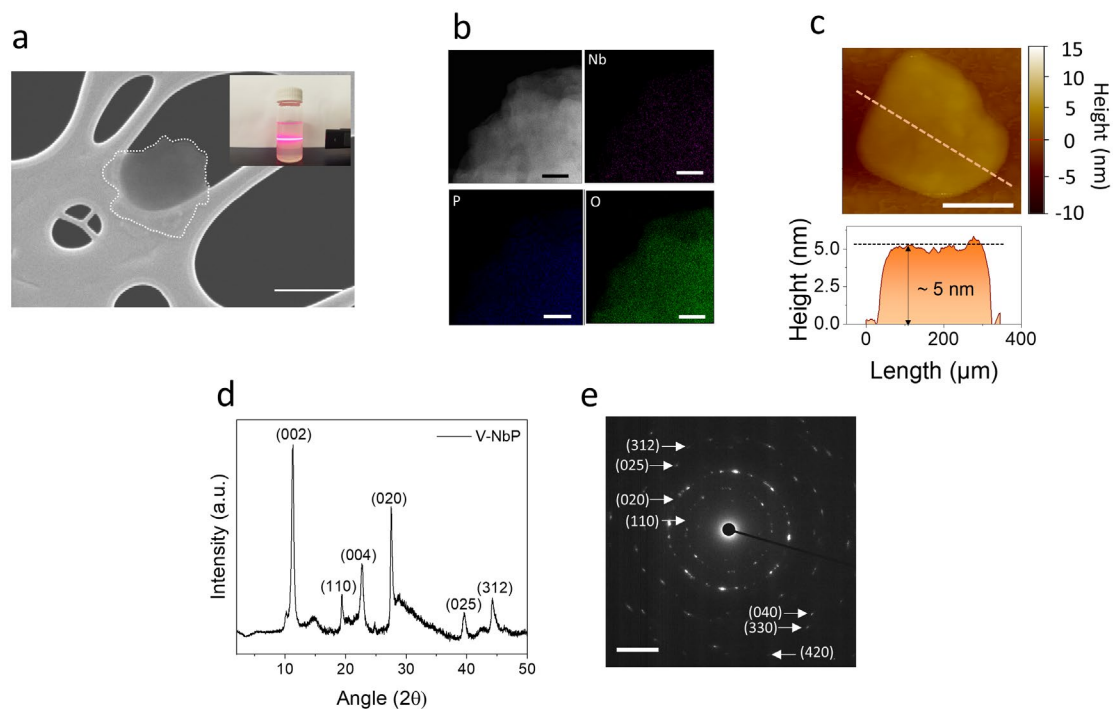 a
b
Nb
P
O
c
15
10
5
0
-5
-10
Height (nm)
5.0
2.5
0.0
Height (nm)
~ 5 nm
0
200
400
Length (µm)
d
(002)
(110)
(004)
(020)
(025)
(312)
V-NbP
Intensity (a.u.)
10
20
30
40
50
Angle (2θ)
e
(312)
(025)
(020)
(110)
(040)
(330)
(420)